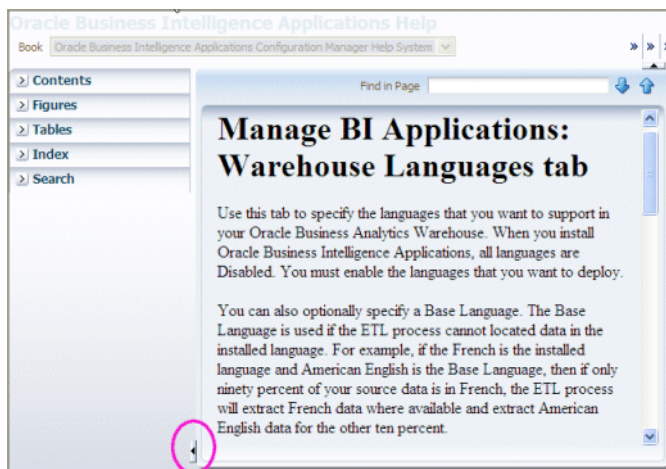 Oracle Business Intelligence Applications Help
Book Oracle Business Intelligence Applications Configuration Manager Help System
Contents
Find in Page
Figures
Tables
Index
Search
Manage BI Applications:
Warehouse Languages tab
Use this tab to specify the languages that you want to support in
your Oracle Business Analytics Warehouse. When you install
Oracle Business Intelligence Applications, all languages are
Disabled. You must enable the languages that you want to deploy.
You can also optionally specify a Base Language. The Base
Language is used if the ETL process cannot located data in the
installed language. For example, if the French is the installed
language and American English is the Base Language, then if only
ninety percent of your source data is in French, the ETL process
will extract French data where available and extract American
English data for the other ten percent.